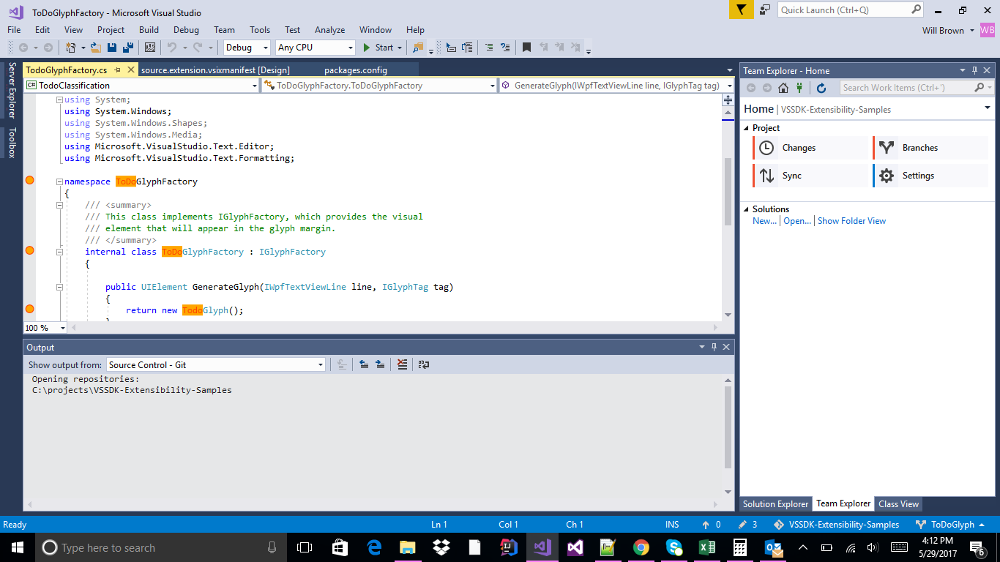 ToDoGlyphFactory - Microsoft Visual Studio
Quick Launch (Ctrl+Q)
File Edit View Project Build Debug Team Tools Test Analyze Window Help
Will Brown WB
Debug Any CPU Start
Server Explorer
Toolbox
TodoGlyphFactory.cs source.extension.vsixmanifest [Design] packages.config
C# TodoClassification ToDoGlyphFactory.ToDoGlyphFactory GenerateGlyph(IWpfTextViewLine line, IGlyphTag tag)
using System;
using System.Windows;
using System.Windows.Shapes;
using System.Windows.Media;
using Microsoft.VisualStudio.Text.Editor;
using Microsoft.VisualStudio.Text.Formatting;
namespace ToDoGlyphFactory
{
/// <summary>
/// This class implements IGlyphFactory, which provides the visual
/// element that will appear in the glyph margin.
/// </summary>
internal class ToDoGlyphFactory : IGlyphFactory
{
public UIElement GenerateGlyph(IWpfTextViewLine line, IGlyphTag tag)
{
return new TodoGlyph();
100 %
Output
Show output from: Source Control - Git
Opening repositories:
C:\projects\VSSDK-Extensibility-Samples
Team Explorer - Home
Search Work Items (Ctrl+')
Home | VSSDK-Extensibility-Samples
Project
Changes Branches
Sync Settings
Solutions
New... | Open... | Show Folder View
Solution Explorer Team Explorer Class View
Ready Ln 1 Col 1 Ch 1 INS 0 3 VSSDK-Extensibility-Samples ToDoGlyph
Type here to search
4:12 PM
5/29/2017
6